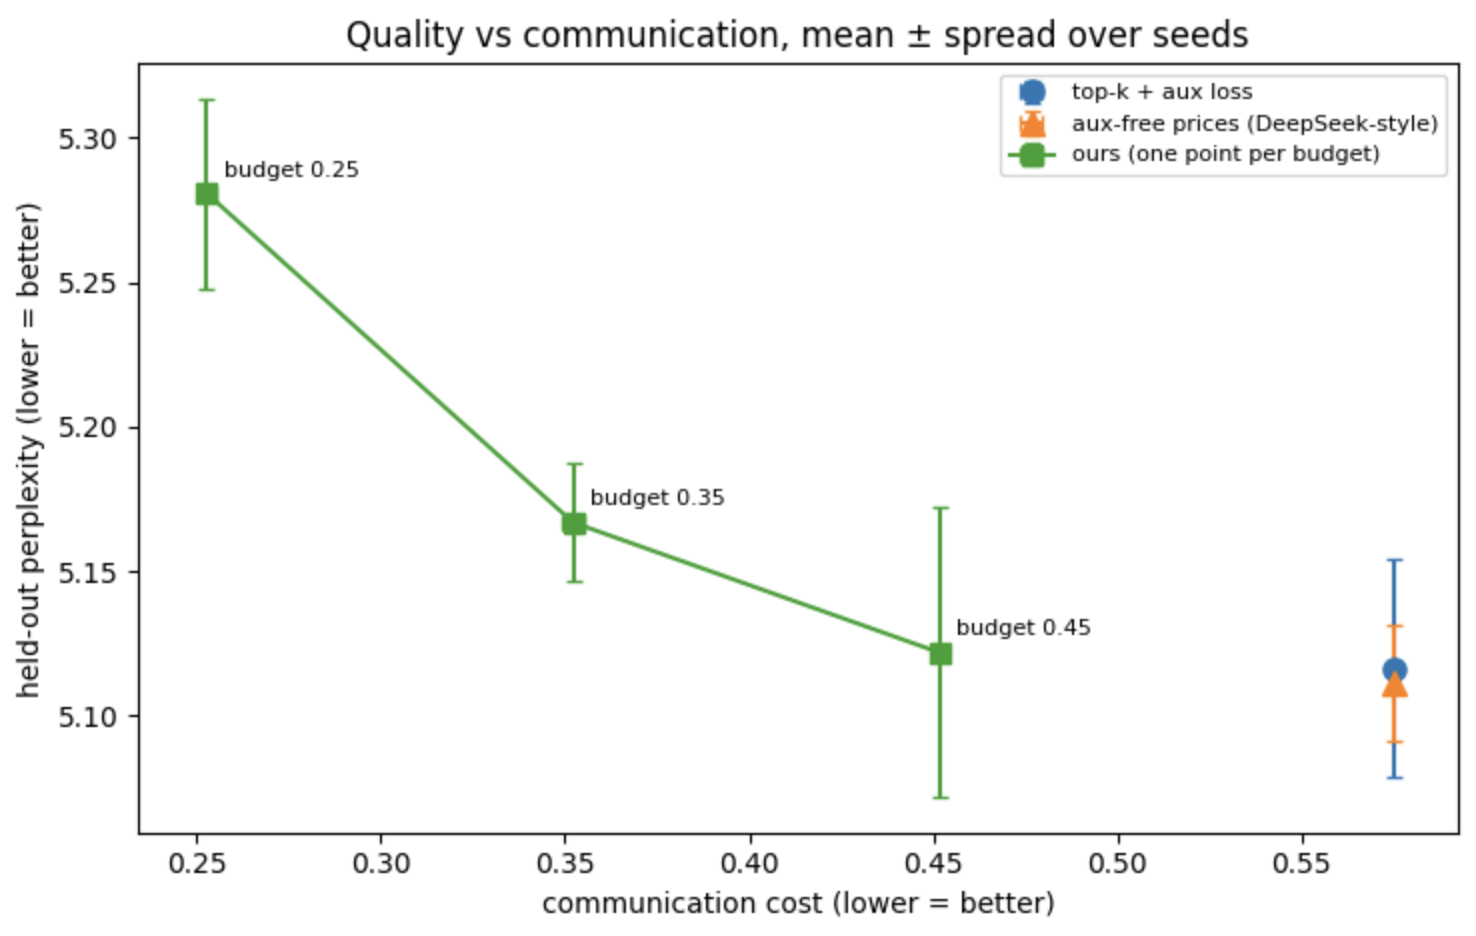 Quality vs communication, mean ± spread over seeds
top-k + aux loss
aux-free prices (DeepSeek-style)
ours (one point per budget)
held-out perplexity (lower = better)
5.30
5.25
5.20
5.15
5.10
budget 0.25
budget 0.35
budget 0.45
0.25
0.30
0.35
0.40
0.45
0.50
0.55
communication cost (lower = better)